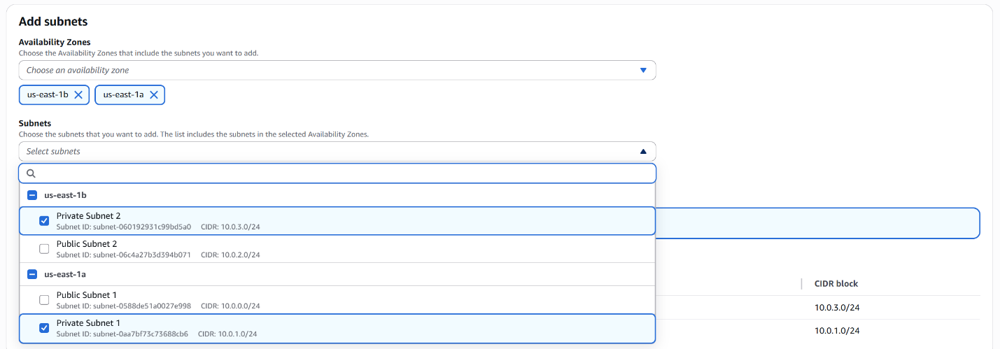 Add subnets
Availability Zones
Choose the Availability Zones that include the subnets you want to add.
Choose an availability zone
us-east-1b us-east-1a
Subnets
Choose the subnets that you want to add. The list includes the subnets in the selected Availability Zones.
Select subnets
us-east-1b
Private Subnet 2
Subnet ID: subnet-060192931c99bd5a0 CIDR: 10.0.3.0/24
Public Subnet 2
Subnet ID: subnet-06c4a27b3d394b071 CIDR: 10.0.2.0/24
us-east-1a
CIDR block
Public Subnet 1
Subnet ID: subnet-0588de51a0027e998 CIDR: 10.0.0.0/24
10.0.3.0/24
Private Subnet 1
Subnet ID: subnet-0aa7bf73c73688cb6 CIDR: 10.0.1.0/24
10.0.1.0/24